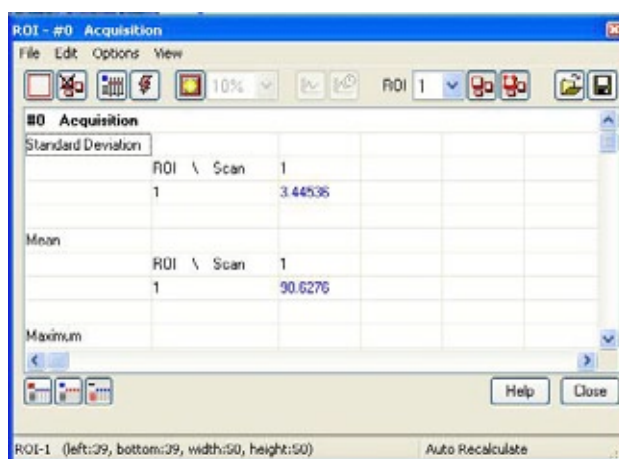 ROI - #0 Acquisition
File Edit Options View
10% ROI 1
#0 Acquisition
Standard Deviation
ROI \ Scan 1
1 3.44536
Mean
ROI \ Scan 1
1 90.6276
Maximum
Help Close
ROI-1 (left:39, bottom:39, width:50, height:50) Auto Recalculate